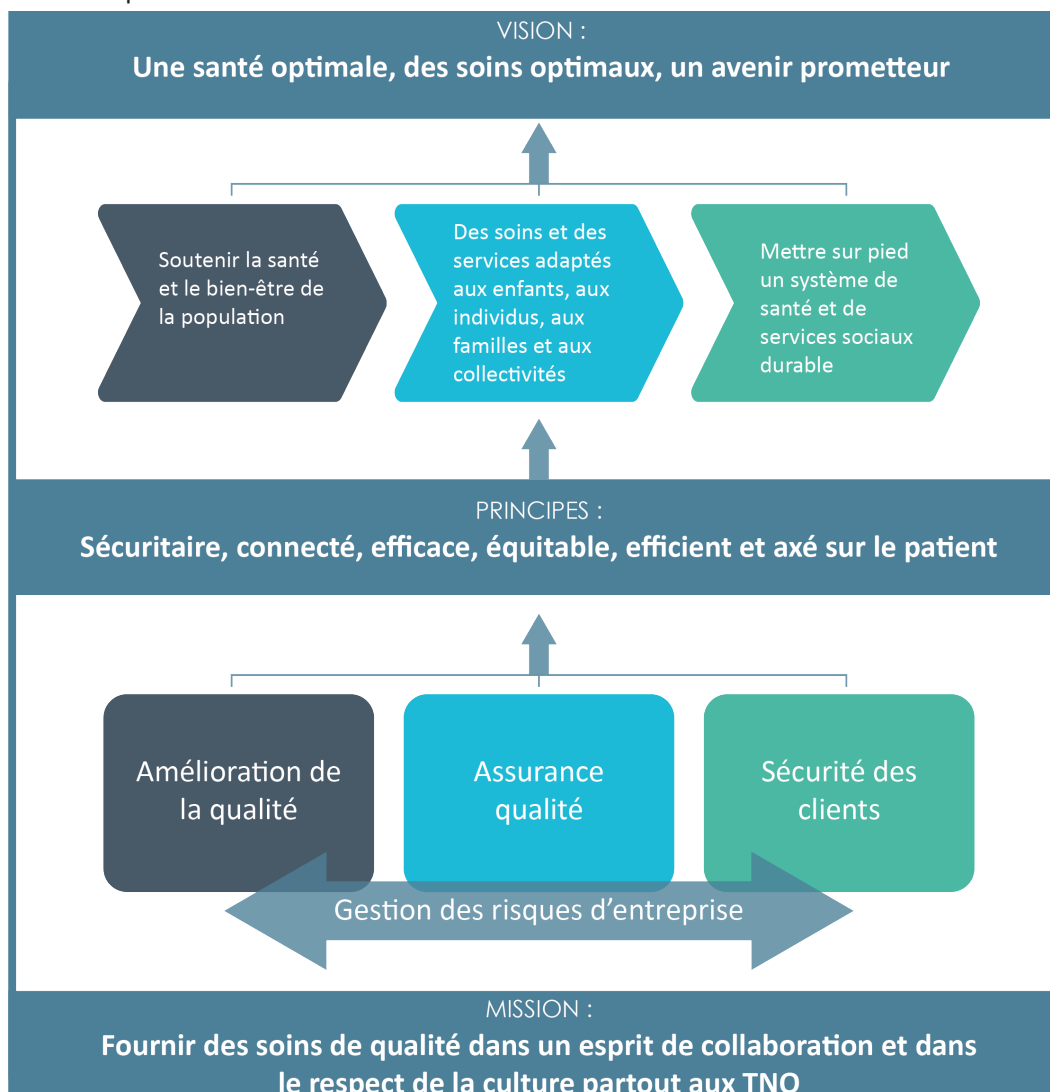 VISION :
Une santé optimale, des soins optimaux, un avenir prometteur
Soutenir la santé
et le bien-être de
la population
Des soins et des
services adaptés
aux enfants, aux
individus, aux
familles et aux
collectivités
Mettre sur pied
un système de
santé et de
services sociaux
durable
PRINCIPES :
Sécuritaire, connecté, efficace, équitable, efficient et axé sur le patient
Amélioration de
la qualité
Assurance
qualité
Sécurité des
clients
Gestion des risques d’entreprise
MISSION :
Fournir des soins de qualité dans un esprit de collaboration et dans
le respect de la culture partout aux TNO